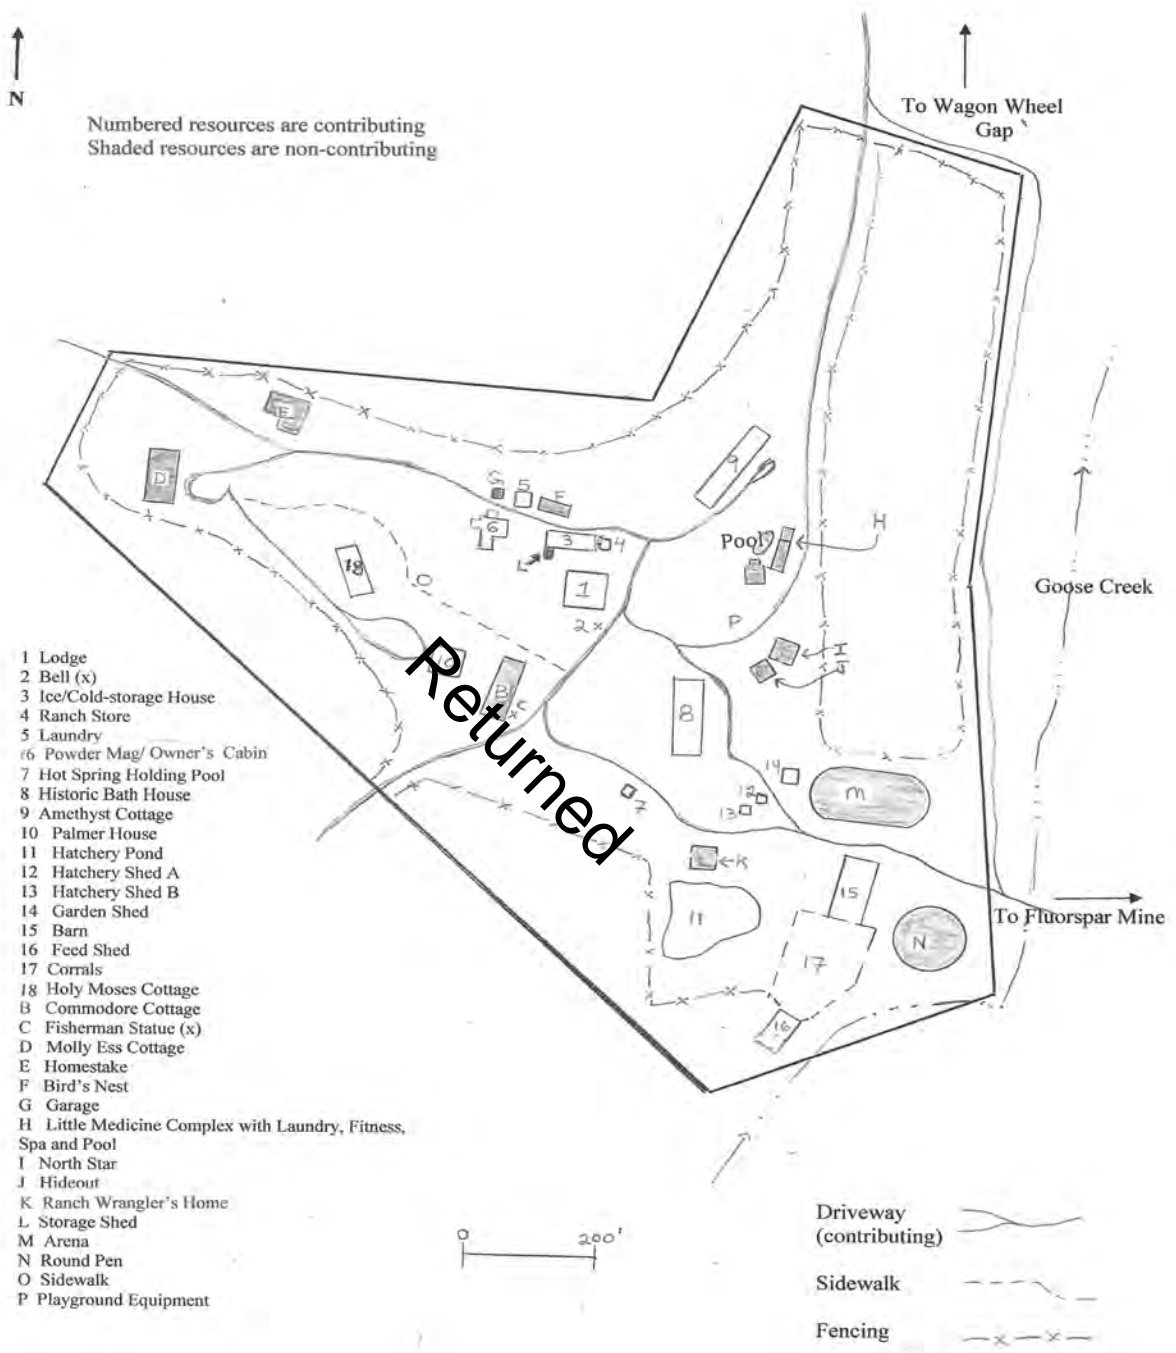 N
Numbered resources are contributing
Shaded resources are non-contributing
To Wagon Wheel
Gap
E
D
G
5
F
6
3
4
L
18
O
1
2 x
9
Pool
H
P
I
J
10
B
C
x
8
7
14
12
13
M
K
11
15
17
N
16
Goose Creek
To Fluorspar Mine
Returned
1 Lodge
2 Bell (x)
3 Ice/Cold-storage House
4 Ranch Store
5 Laundry
6 Powder Mag/ Owner's Cabin
7 Hot Spring Holding Pool
8 Historic Bath House
9 Amethyst Cottage
10 Palmer House
11 Hatchery Pond
12 Hatchery Shed A
13 Hatchery Shed B
14 Garden Shed
15 Barn
16 Feed Shed
17 Corrals
18 Holy Moses Cottage
B Commodore Cottage
C Fisherman Statue (x)
D Molly Ess Cottage
E Homestake
F Bird's Nest
G Garage
H Little Medicine Complex with Laundry, Fitness,
Spa and Pool
I North Star
J Hideout
K Ranch Wrangler's Home
L Storage Shed
M Arena
N Round Pen
O Sidewalk
P Playground Equipment
0 200'
Driveway
(contributing)
Sidewalk
Fencing